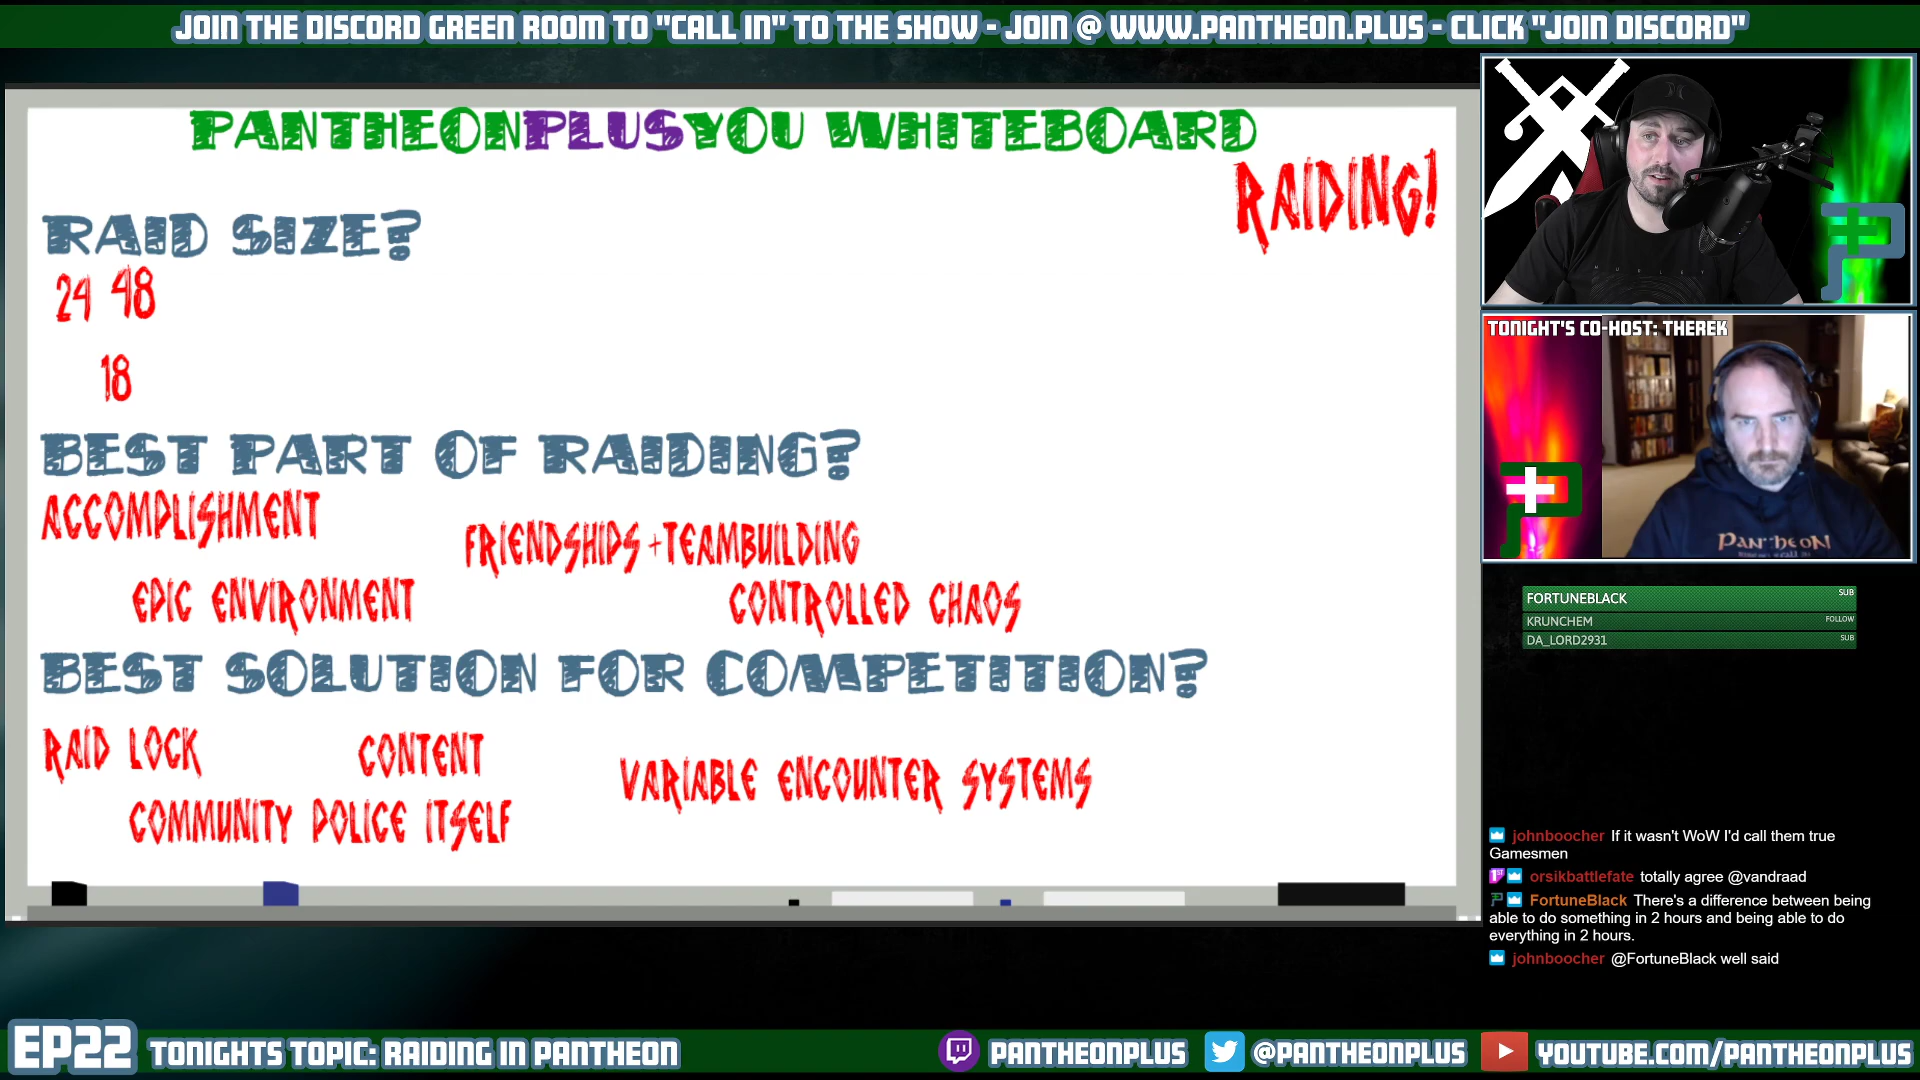 JOIN THE DISCORD GREEN ROOM TO "CALL IN" TO THE SHOW - JOIN @ WWW.PANTHEON.PLUS - CLICK "JOIN DISCORD"
PANTHEONPLUSYOU WHITEBOARD
RAIDING!
RAID SIZE?
24 48
18
BEST PART OF RAIDING?
ACCOMPLISHMENT
FRIENDSHIPS +TEAMBUILDING
EPIC ENVIRONMENT
CONTROLLED CHAOS
BEST SOLUTION FOR COMPETITION?
RAID LOCK
CONTENT
VARIABLE ENCOUNTER SYSTEMS
COMMUNITY POLICE ITSELF
HURLEY
TONIGHT'S CO-HOST: THEREK
PANTHEON
FORTUNEBLACK SUB
KRUNCHEM FOLLOW
DA_LORD2931 SUB
johnboocher If it wasn't WoW I'd call them true
Gamesmen
orsikbattlefate totally agree @vandraad
FortuneBlack There's a difference between being
able to do something in 2 hours and being able to do
everything in 2 hours.
johnboocher @FortuneBlack well said
EP22 TONIGHTS TOPIC: RAIDING IN PANTHEON
PANTHEONPLUS
@PANTHEONPLUS
YOUTUBE.COM/PANTHEONPLUS